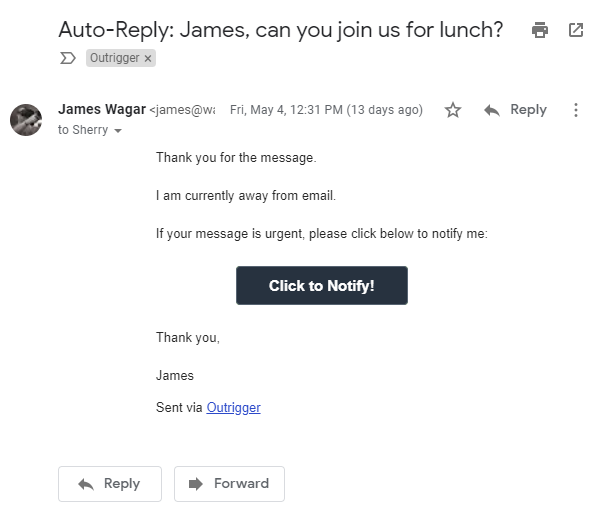 Auto-Reply: James, can you join us for lunch?
Outrigger ×
James Wagar <james@wa Fri, May 4, 12:31 PM (13 days ago) Reply
to Sherry
Thank you for the message.
I am currently away from email.
If your message is urgent, please click below to notify me:
Click to Notify!
Thank you,
James
Sent via Outrigger
Reply Forward